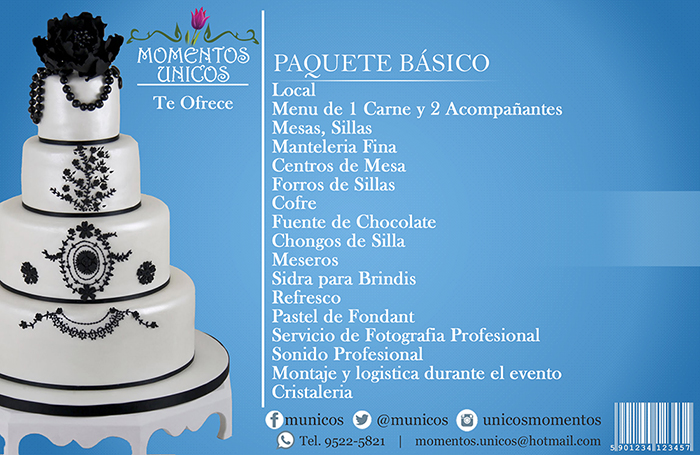 MOMENTOS
UNICOS
Te Ofrece
PAQUETE BÁSICO
Local
Menu de 1 Carne y 2 Acompañantes
Mesas, Sillas
Manteleria Fina
Centros de Mesa
Forros de Sillas
Cofre
Fuente de Chocolate
Chongos de Silla
Meseros
Sidra para Brindis
Refresco
Pastel de Fondant
Servicio de Fotografia Profesional
Sonido Profesional
Montaje y logistica durante el evento
Cristaleria
municos @municos unicosmomentos
Tel. 9522-5821 | momentos.unicos@hotmail.com
5 901234 123457